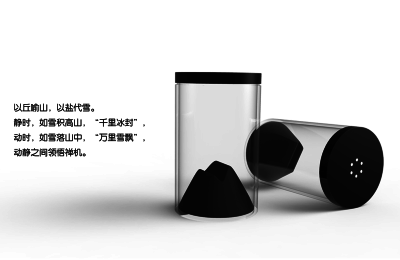 以丘喻山，以盐代雪。
静时，如雪积高山，“千里冰封”，
动时，如雪落山中，“万里雪飘”，
动静之间领悟禅机。